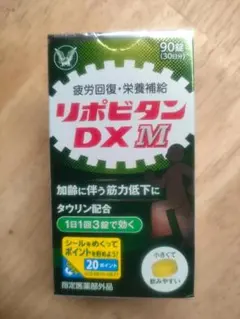 90錠
(30日分)
疲労回復・栄養補給
リポビタン
DX M
加齢に伴う筋力低下に
タウリン配合
1日1回3錠で効く
シールをめくって
ポイントを貯めよう!
20ポイント
小さくて
飲みやすい
指定医薬部外品